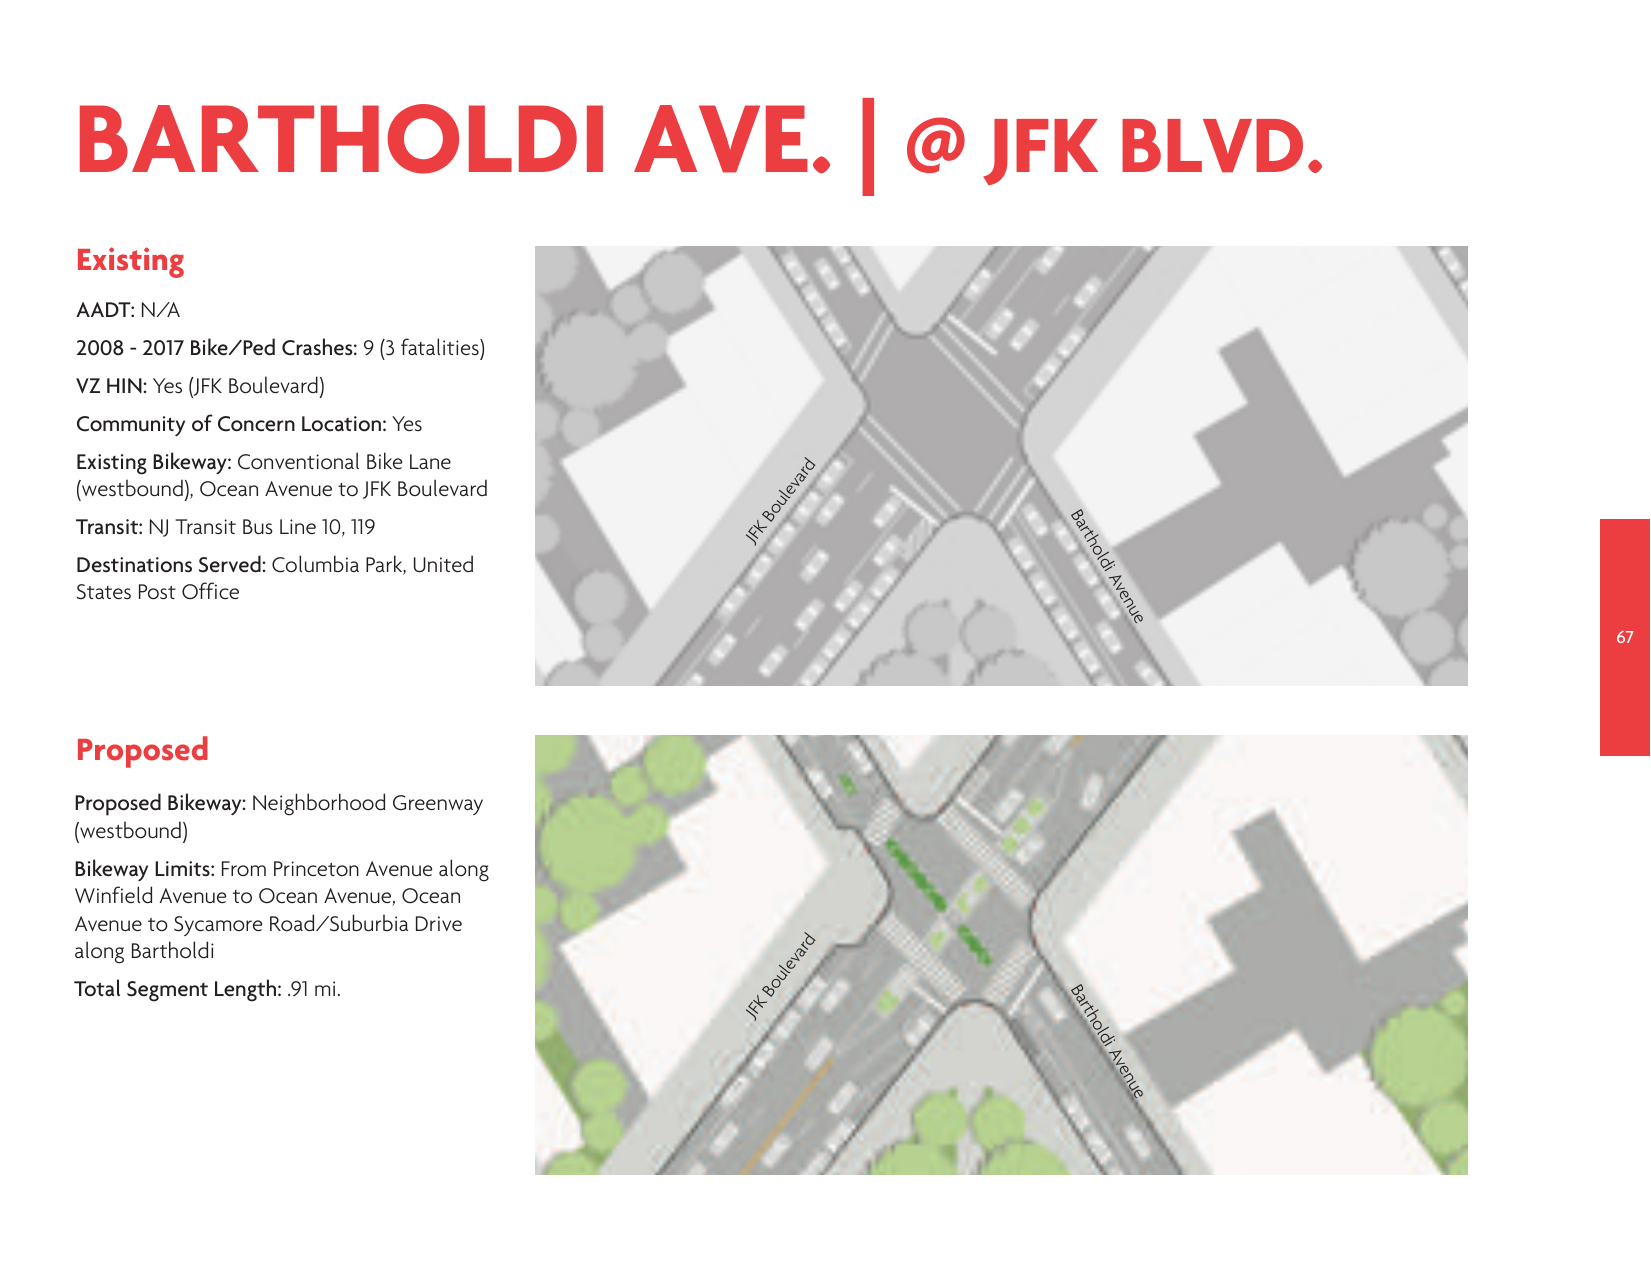 BARTHOLDI AVE. | @ JFK BLVD.
Existing
AADT: N/A
2008 - 2017 Bike/Ped Crashes: 9 (3 fatalities)
VZ HIN: Yes (JFK Boulevard)
Community of Concern Location: Yes
Existing Bikeway: Conventional Bike Lane
(westbound), Ocean Avenue to JFK Boulevard
Transit: NJ Transit Bus Line 10, 119
Destinations Served: Columbia Park, United
States Post Office
JFK Boulevard
Bartholdi Avenue
67
Proposed
Proposed Bikeway: Neighborhood Greenway
(westbound)
Bikeway Limits: From Princeton Avenue along
Winfield Avenue to Ocean Avenue, Ocean
Avenue to Sycamore Road/Suburbia Drive
along Bartholdi
Total Segment Length: .91 mi.
JFK Boulevard
Bartholdi Avenue